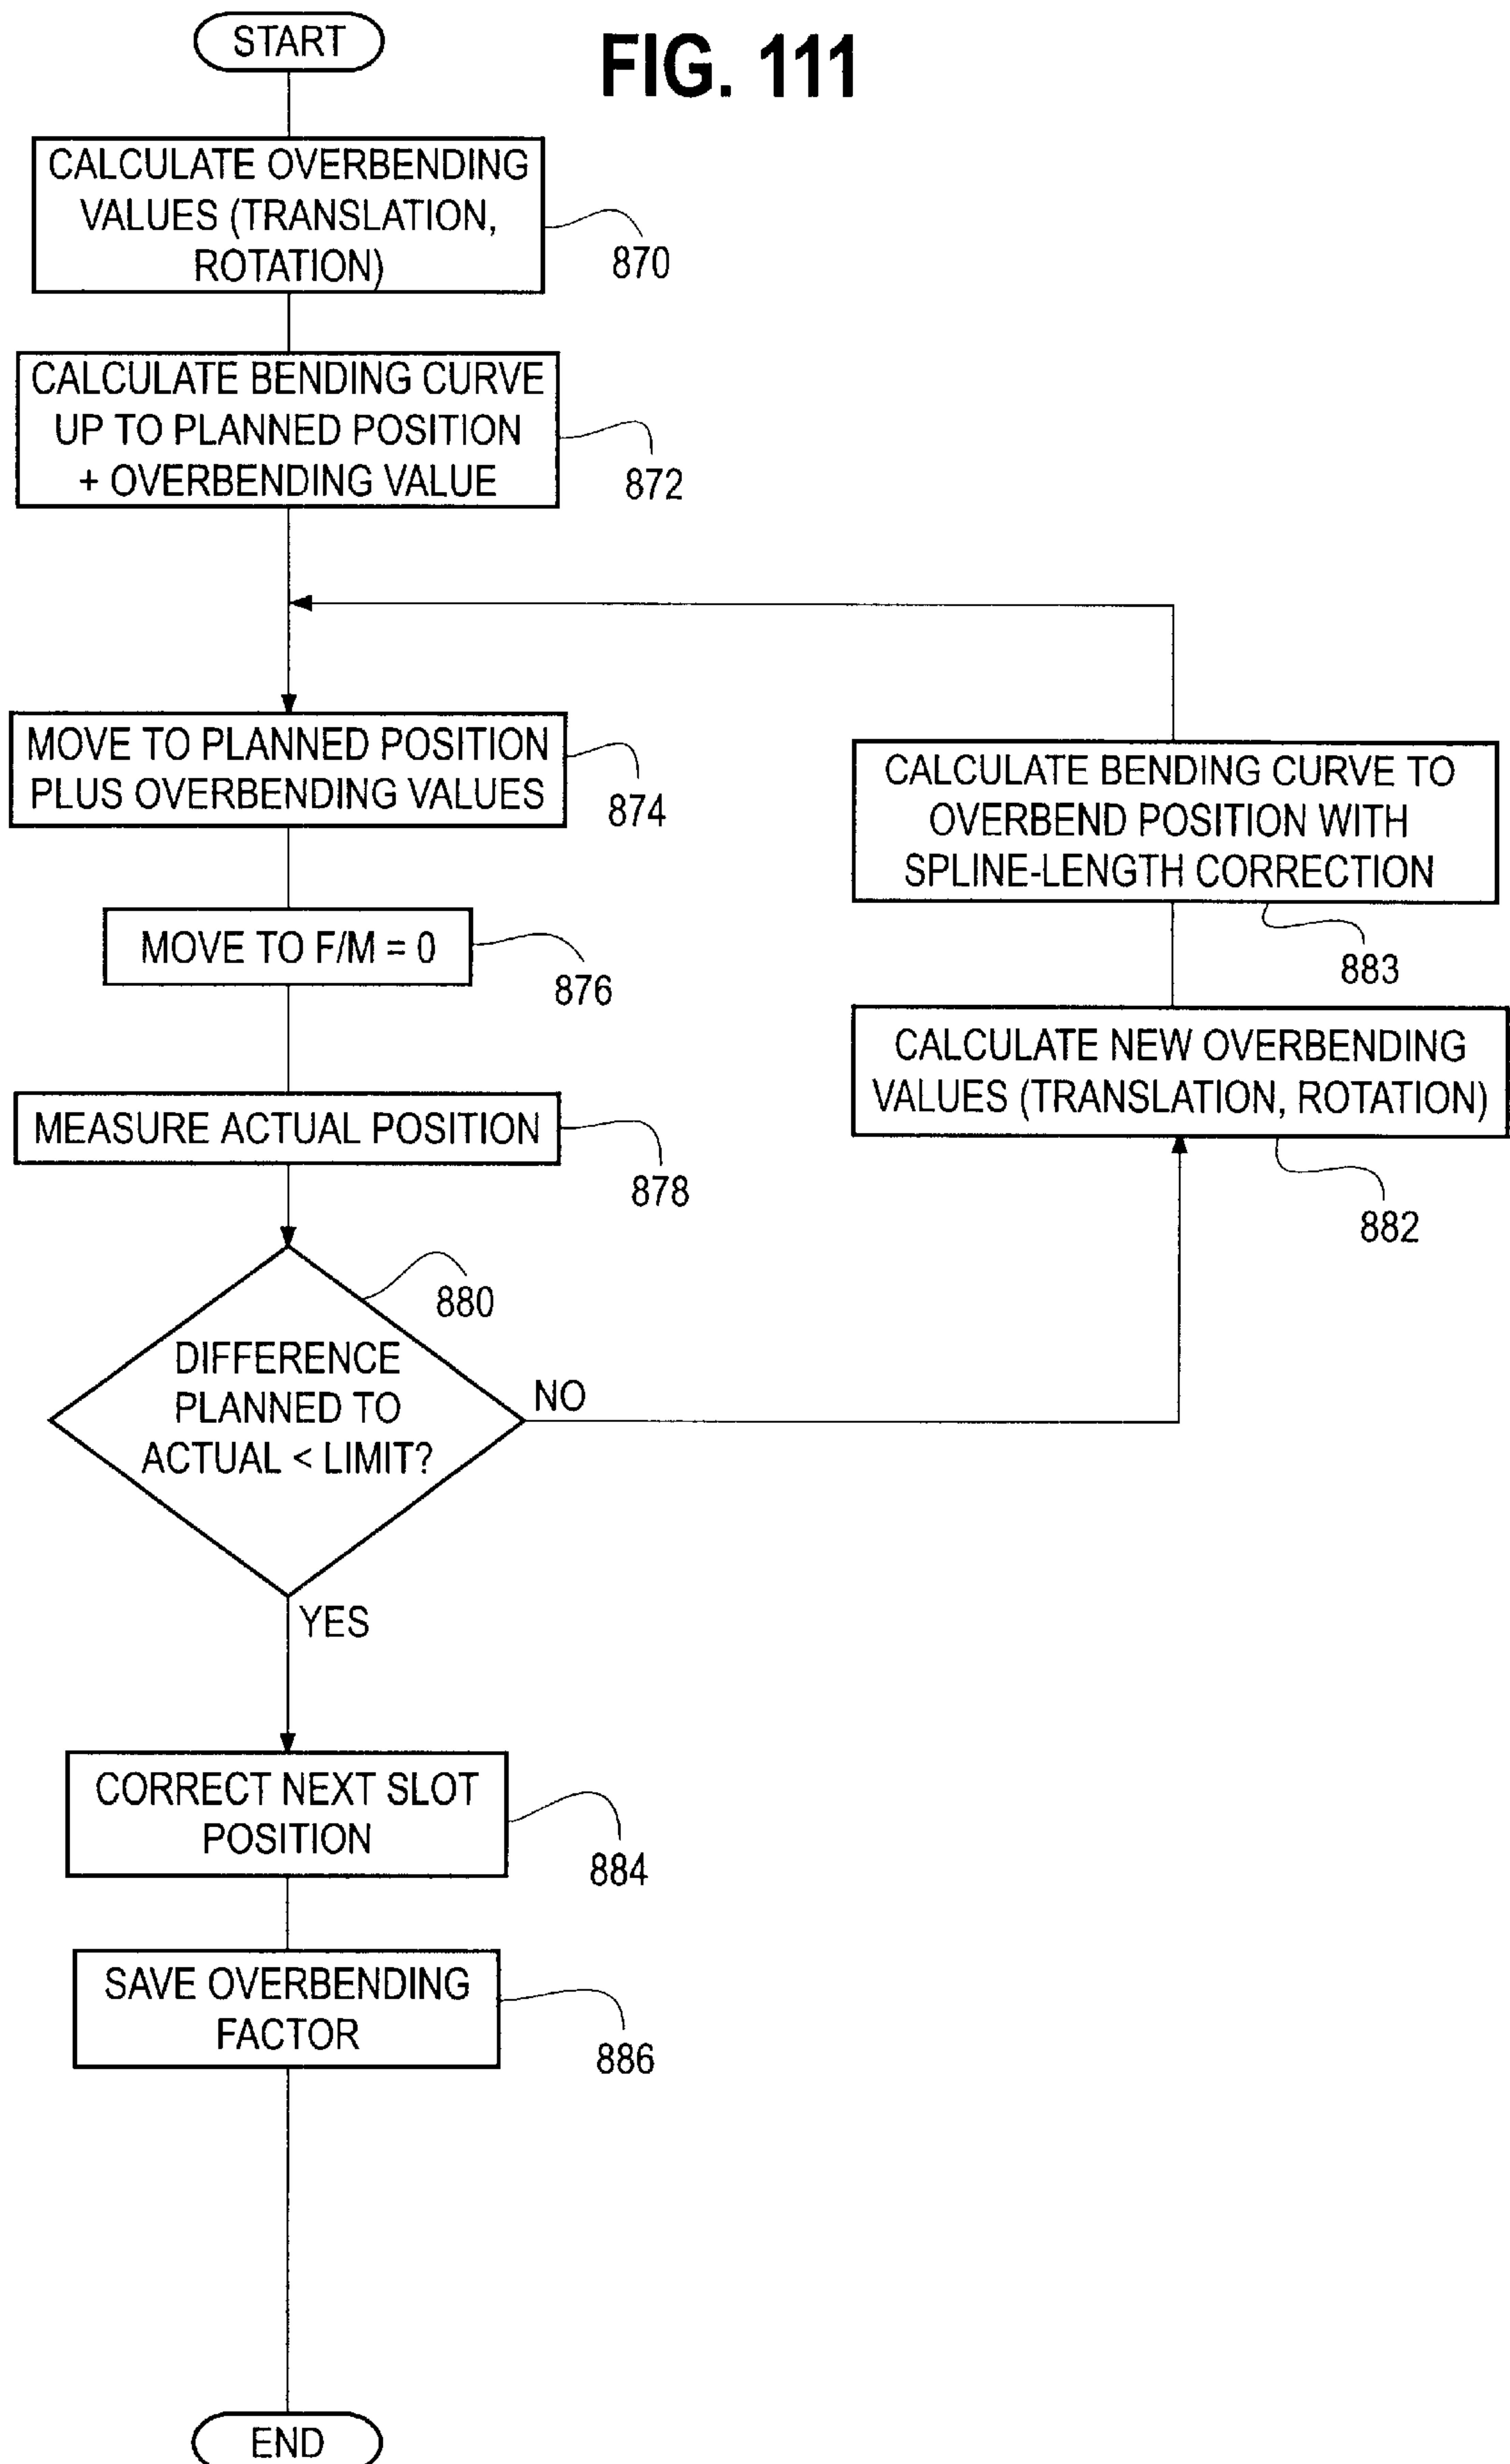 START
FIG. 111
CALCULATE OVERBENDING
VALUES (TRANSLATION,
ROTATION)
870
CALCULATE BENDING CURVE
UP TO PLANNED POSITION
+ OVERBENDING VALUE
872
MOVE TO PLANNED POSITION
PLUS OVERBENDING VALUES
874
CALCULATE BENDING CURVE TO
OVERBEND POSITION WITH
SPLINE-LENGTH CORRECTION
883
MOVE TO F/M = 0
876
CALCULATE NEW OVERBENDING
VALUES (TRANSLATION, ROTATION)
882
MEASURE ACTUAL POSITION
878
880
DIFFERENCE
PLANNED TO
ACTUAL < LIMIT?
NO
YES
CORRECT NEXT SLOT
POSITION
884
SAVE OVERBENDING
FACTOR
886
END